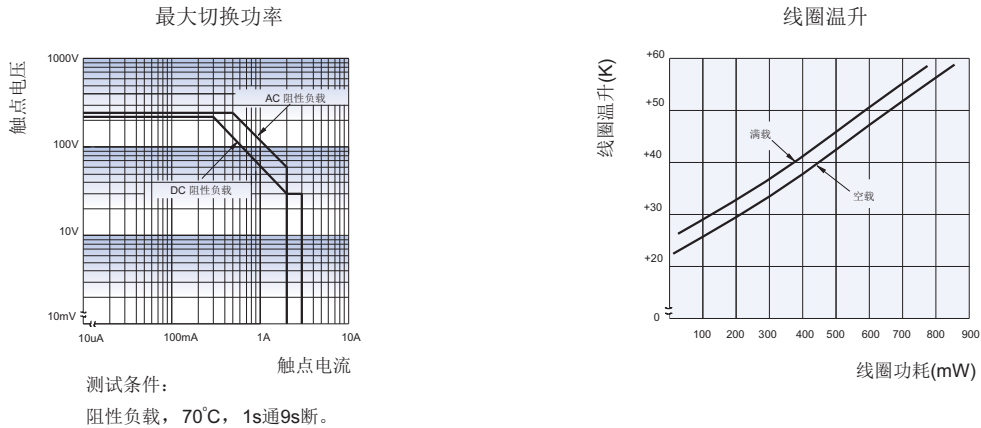 最大切换功率
触点电压
1000V
100V
10V
10mV
AC 阻性负载
DC 阻性负载
10uA
100mA
1A
10A
触点电流
测试条件：
阻性负载，70°C，1s通9s断。
线圈温升
线圈温升(K)
+60
+50
+40
+30
+20
0
满载
空载
100 200 300 400 500 600 700 800 900
线圈功耗(mW)